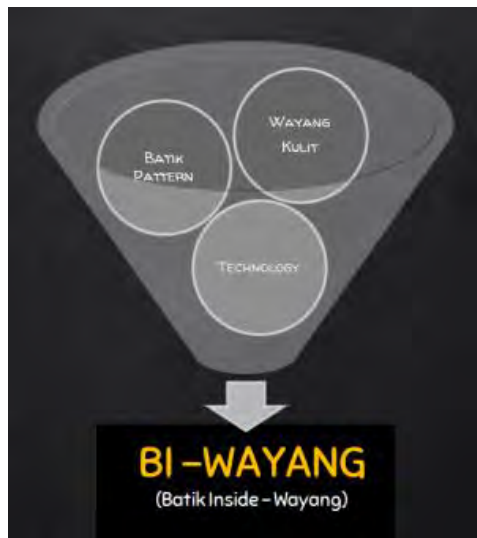 WAYANG
KULIT
BATIK
PATTERN
TECHNOLOGY
BI-WAYANG
(Batik Inside-Wayang)